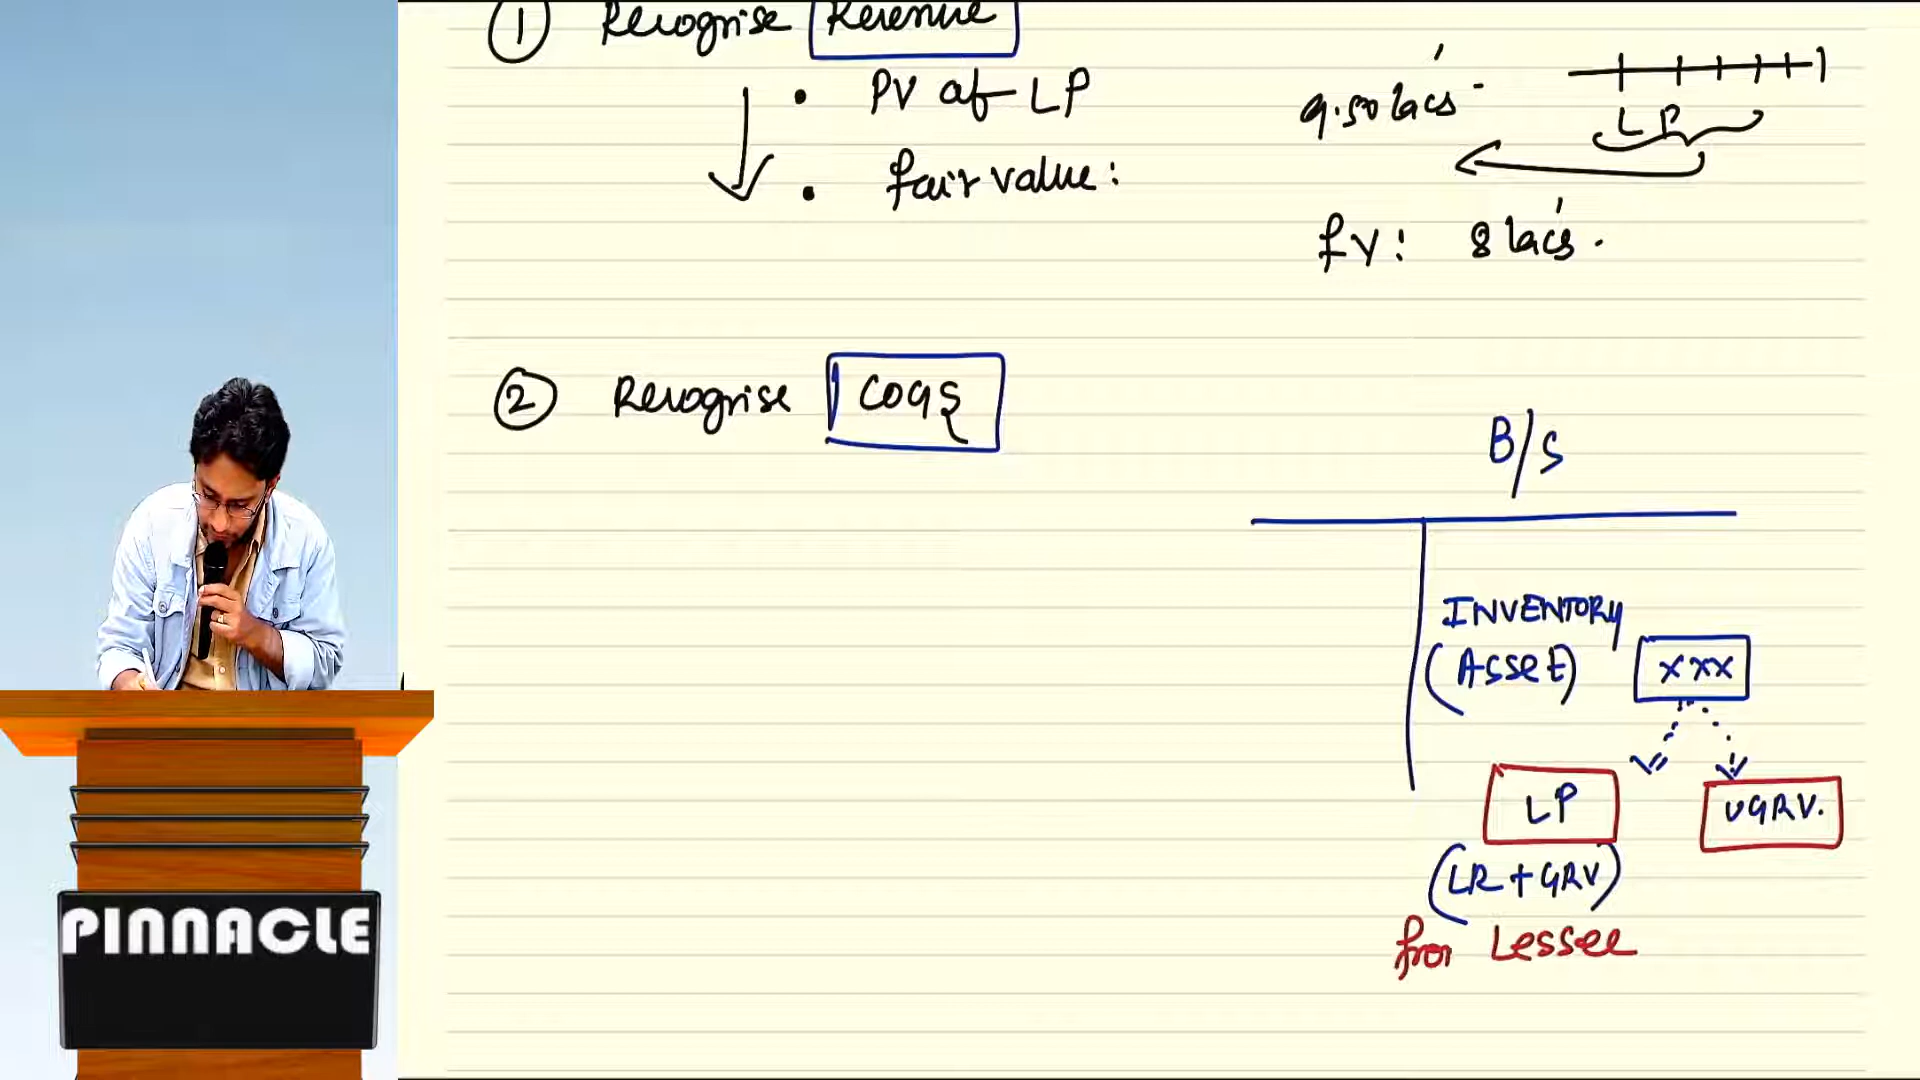 ① Recognise Revenue
• PV of LP
• fair value:
9.50 lacs
LP
FV: 8 lacs.
② Recognise COGS
B/S
INVENTORY
(Asset) xxx
LP UGRV.
(LR + GRV)
from Lessee
PINNACLE